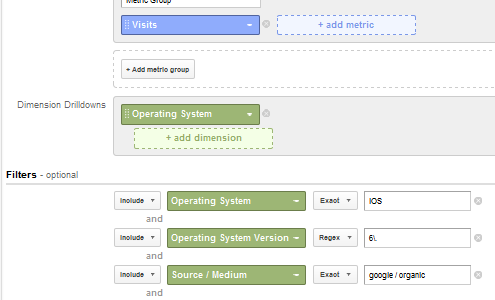 Metric Group
Visits + add metric
+ Add metric group
Dimension Drilldowns
Operating System
+ add dimension
Filters - optional
Include Operating System Exact iOS
and
Include Operating System Version Regex 6\.
and
Include Source / Medium Exact google / organic
and